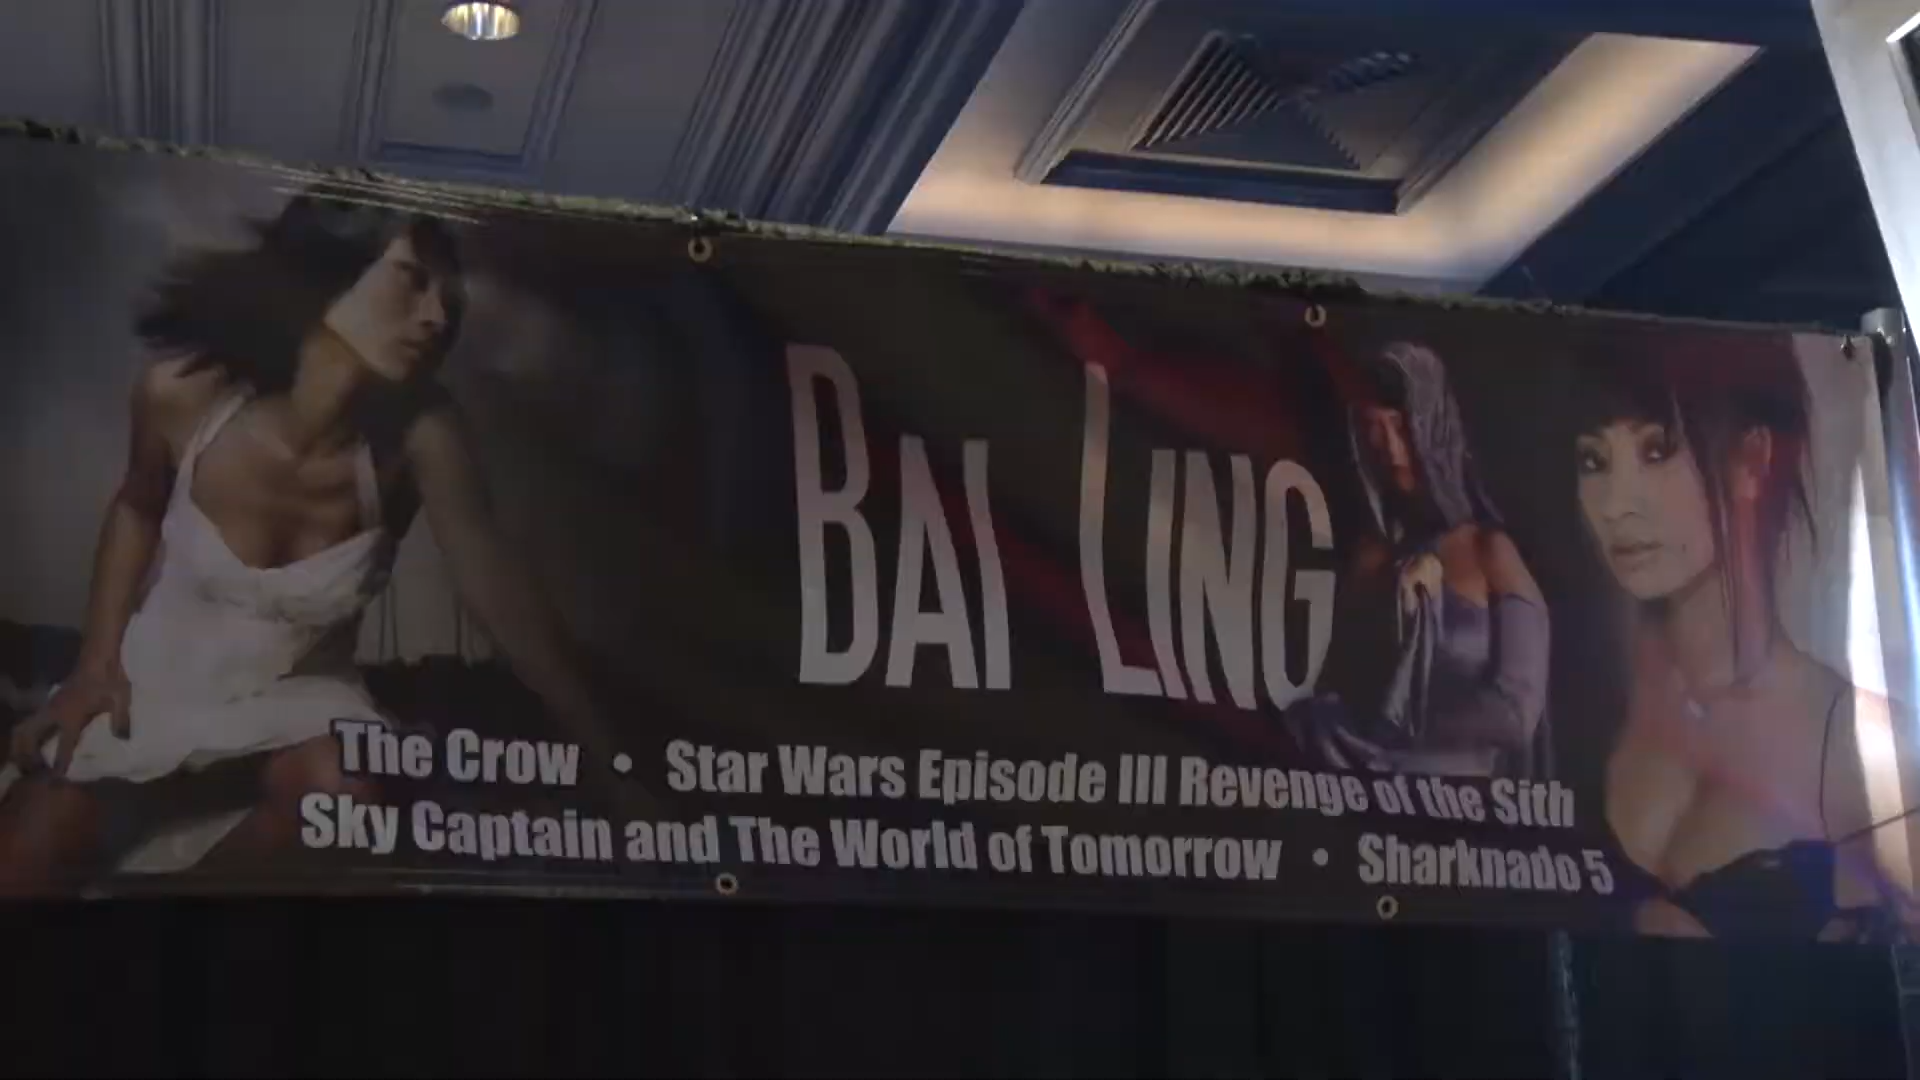 BAI LING
The Crow • Star Wars Episode III Revenge of the Sith
Sky Captain and The World of Tomorrow • Sharknado 5